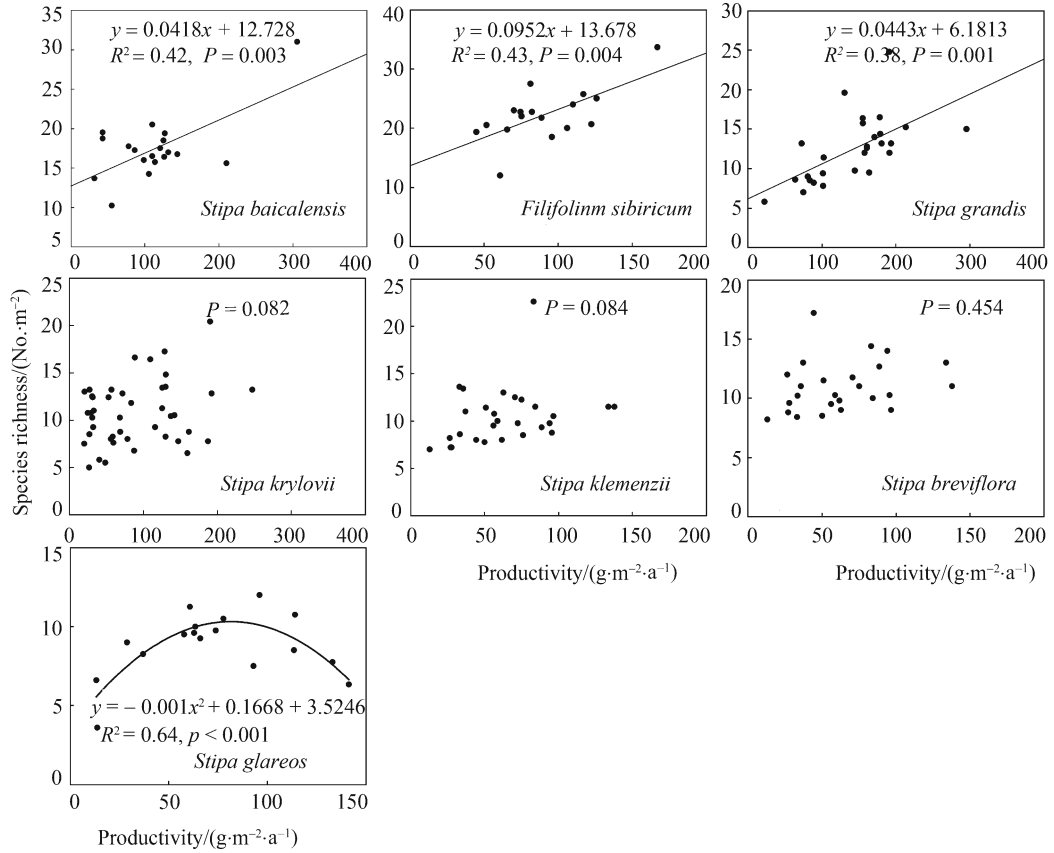 y = 0.0418x + 12.728
R² = 0.42, P = 0.003
35
30
25
20
15
10
5
Stipa baicalensis
0 100 200 300 400
y = 0.0952x + 13.678
R² = 0.43, P = 0.004
40
30
20
10
0
Filifolinm sibiricum
0 50 100 150 200
y = 0.0443x + 6.1813
R² = 0.38, P = 0.001
30
25
20
15
10
5
0
Stipa grandis
0 100 200 300 400
Species richness/(No.·m⁻²)
P = 0.082
25
20
15
10
5
0
Stipa krylovii
0 100 200 300 400
P = 0.084
25
20
15
10
5
0
Stipa klemenzii
0 50 100 150 200
Productivity/(g·m⁻²·a⁻¹)
P = 0.454
20
15
10
5
0
Stipa breviflora
0 50 100 150 200
Productivity/(g·m⁻²·a⁻¹)
15
10
5
0
y = − 0.001x² + 0.1668 + 3.5246
R² = 0.64, p < 0.001
Stipa glareos
0 50 100 150
Productivity/(g·m⁻²·a⁻¹)